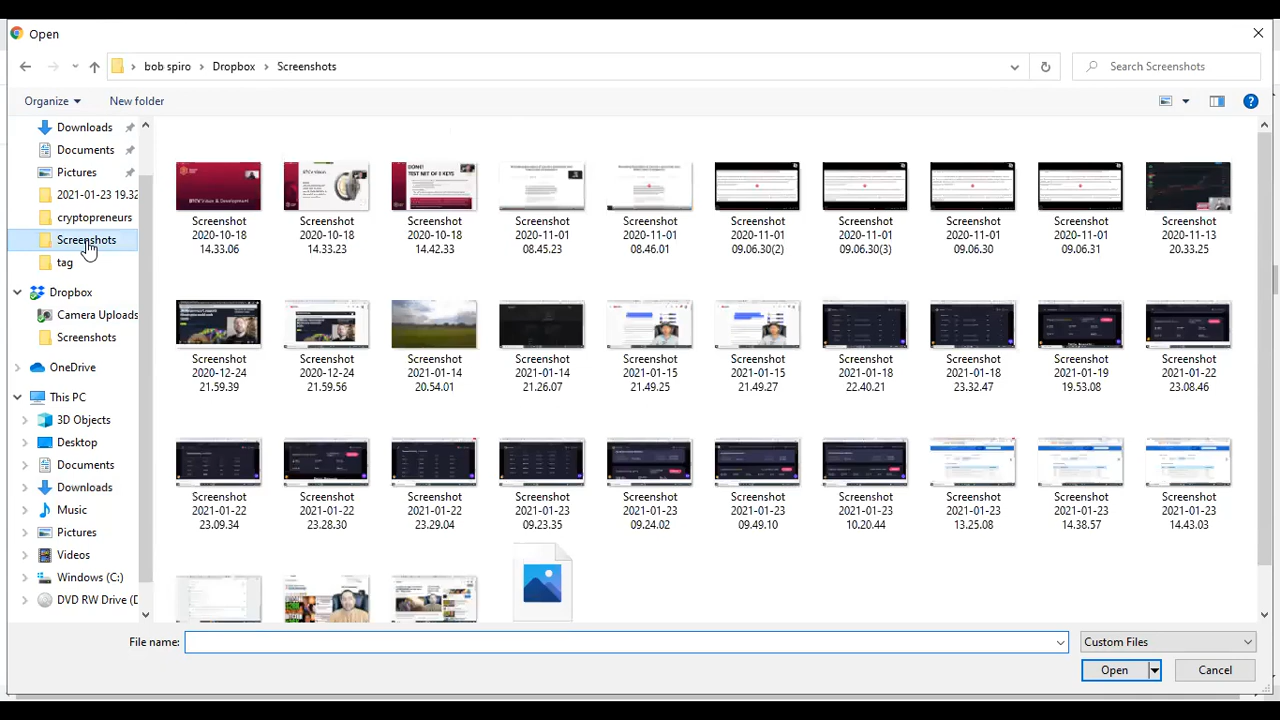 Open
bob spiro › Dropbox › Screenshots
Search Screenshots
Organize
New folder
Downloads
Documents
Pictures
2021-01-23 19.32
cryptopreneurs
Screenshots
tag
Dropbox
Camera Uploads
Screenshots
OneDrive
This PC
3D Objects
Desktop
Documents
Downloads
Music
Pictures
Videos
Windows (C:)
DVD RW Drive (D
BTCV Vision & Development
BTCV Vision
DONE!
TEST NET OF 3 KEYS
Screenshot
2020-10-18
14.33.06
Screenshot
2020-10-18
14.33.23
Screenshot
2020-10-18
14.42.33
Screenshot
2020-11-01
08.45.23
Screenshot
2020-11-01
08.46.01
Screenshot
2020-11-01
09.06.30(2)
Screenshot
2020-11-01
09.06.30(3)
Screenshot
2020-11-01
09.06.30
Screenshot
2020-11-01
09.06.31
Screenshot
2020-11-13
20.33.25
Screenshot
2020-12-24
21.59.39
Screenshot
2020-12-24
21.59.56
Screenshot
2021-01-14
20.54.01
Screenshot
2021-01-14
21.26.07
Screenshot
2021-01-15
21.49.25
Screenshot
2021-01-15
21.49.27
Screenshot
2021-01-18
22.40.21
Screenshot
2021-01-18
23.32.47
Screenshot
2021-01-19
19.53.08
Screenshot
2021-01-22
23.08.46
Screenshot
2021-01-22
23.09.34
Screenshot
2021-01-22
23.28.30
Screenshot
2021-01-22
23.29.04
Screenshot
2021-01-23
09.23.35
Screenshot
2021-01-23
09.24.02
Screenshot
2021-01-23
09.49.10
Screenshot
2021-01-23
10.20.44
Screenshot
2021-01-23
13.25.08
Screenshot
2021-01-23
14.38.57
Screenshot
2021-01-23
14.43.03
File name:
Custom Files
Open
Cancel